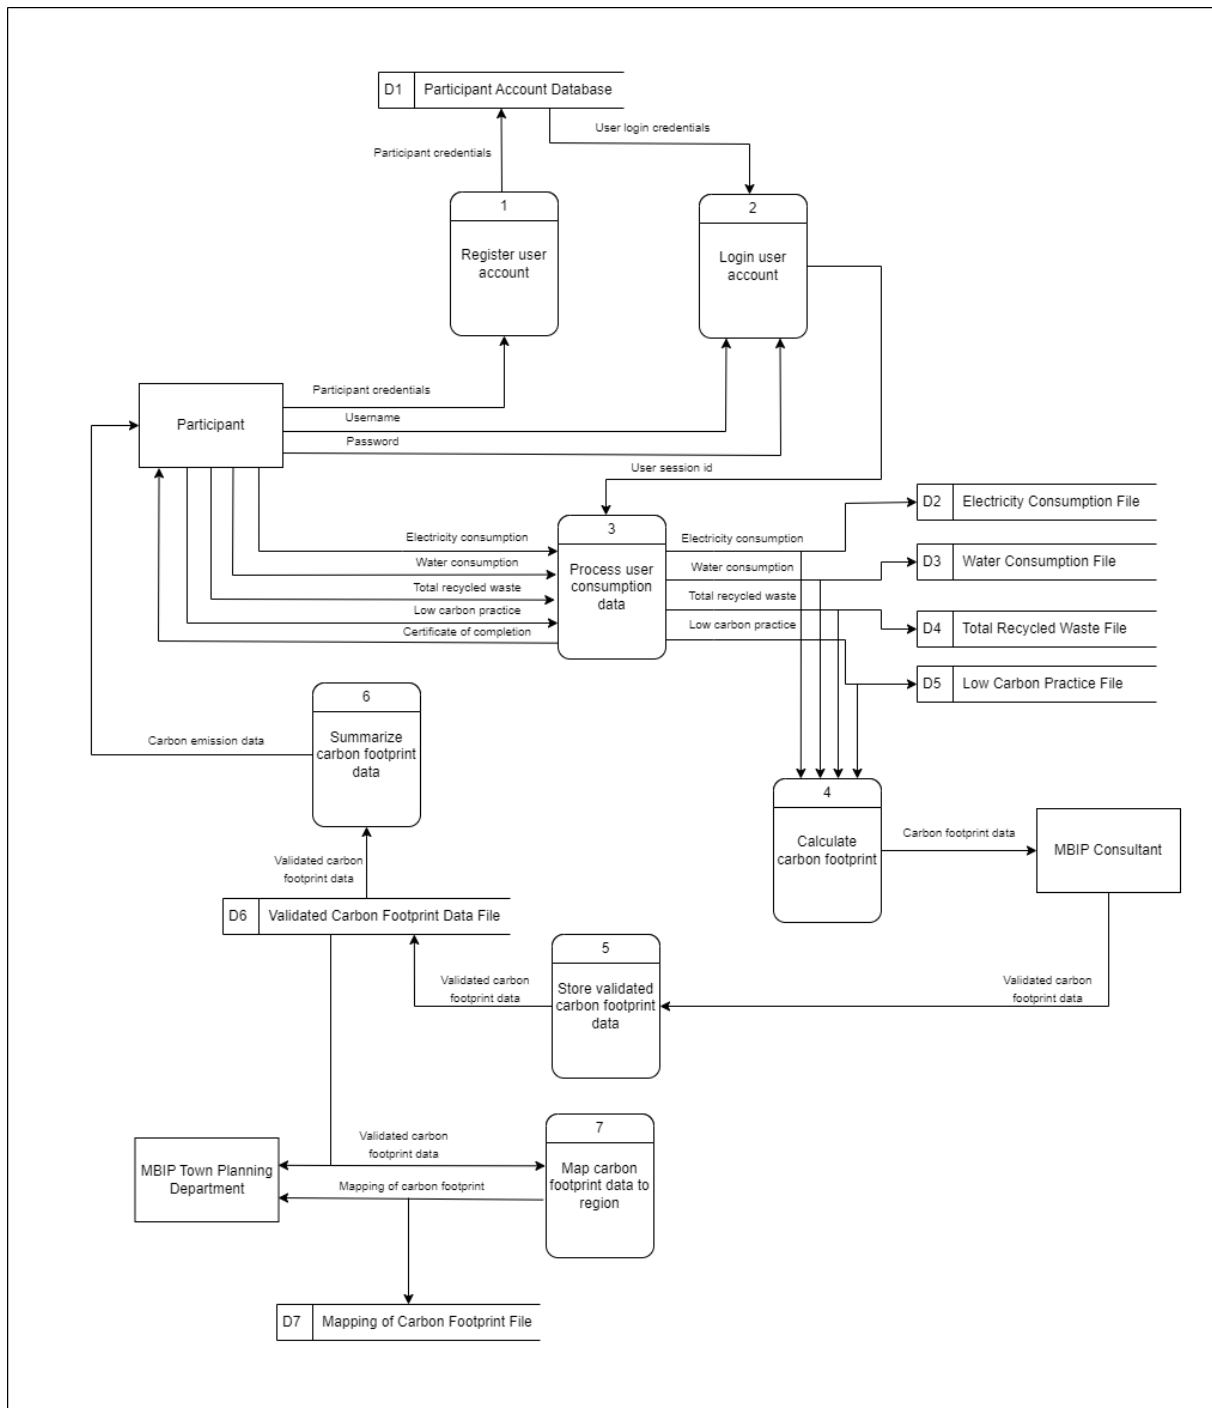 D1 Participant Account Database
User login credentials
Participant credentials
1
2
Register user
account
Login user
account
Participant credentials
Username
Participant
Password
User session id
D2 Electricity Consumption File
3
Electricity consumption
Electricity consumption
D3 Water Consumption File
Water consumption
Water consumption
Process user
consumption
data
Total recycled waste
Total recycled waste
Low carbon practice
Low carbon practice
D4 Total Recycled Waste File
Certificate of completion
D5 Low Carbon Practice File
6
Summarize
carbon footprint
data
Carbon emission data
4
Calculate
carbon footprint
Carbon footprint data
MBIP Consultant
Validated carbon
footprint data
D6 Validated Carbon Footprint Data File
5
Store validated
carbon footprint
data
Validated carbon
footprint data
Validated carbon
footprint data
7
Validated carbon
footprint data
MBIP Town Planning
Department
Map carbon
footprint data to
region
Mapping of carbon footprint
D7 Mapping of Carbon Footprint File